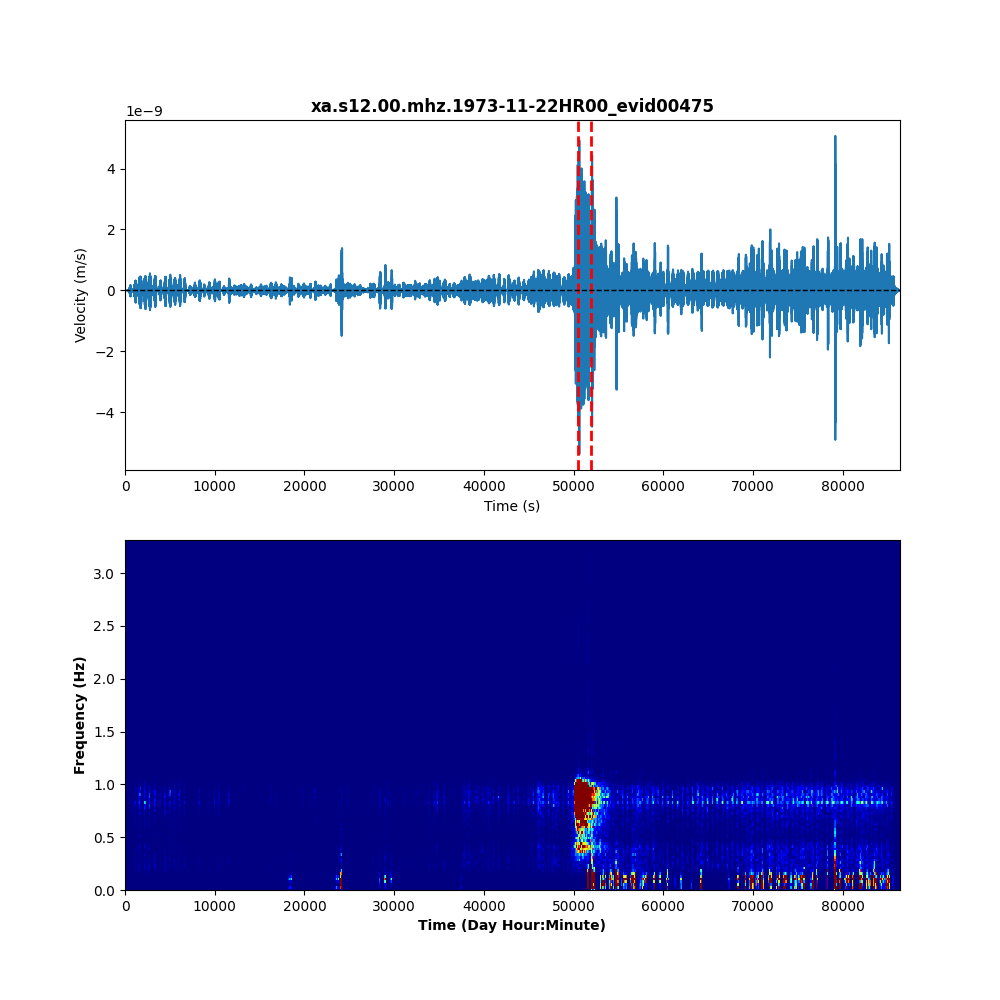 xa.s12.00.mhz.1973-11-22HR00_evid00475
1e−9
4
2
0
−2
−4
Velocity (m/s)
0 10000 20000 30000 40000 50000 60000 70000 80000
Time (s)
3.0
2.5
2.0
1.5
1.0
0.5
0.0
Frequency (Hz)
0 10000 20000 30000 40000 50000 60000 70000 80000
Time (Day Hour:Minute)